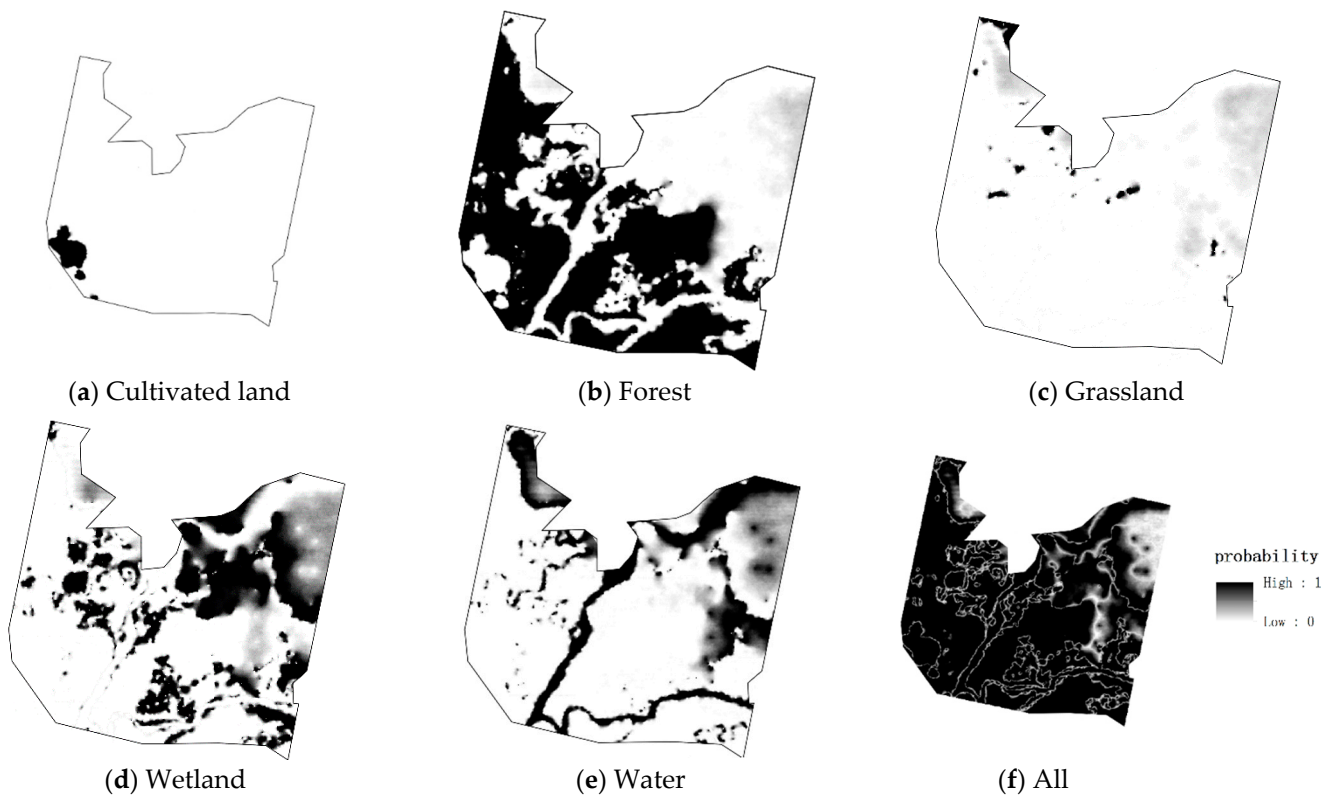 (a) Cultivated land
(b) Forest
(c) Grassland
probability
High : 1
Low : 0
(d) Wetland
(e) Water
(f) All